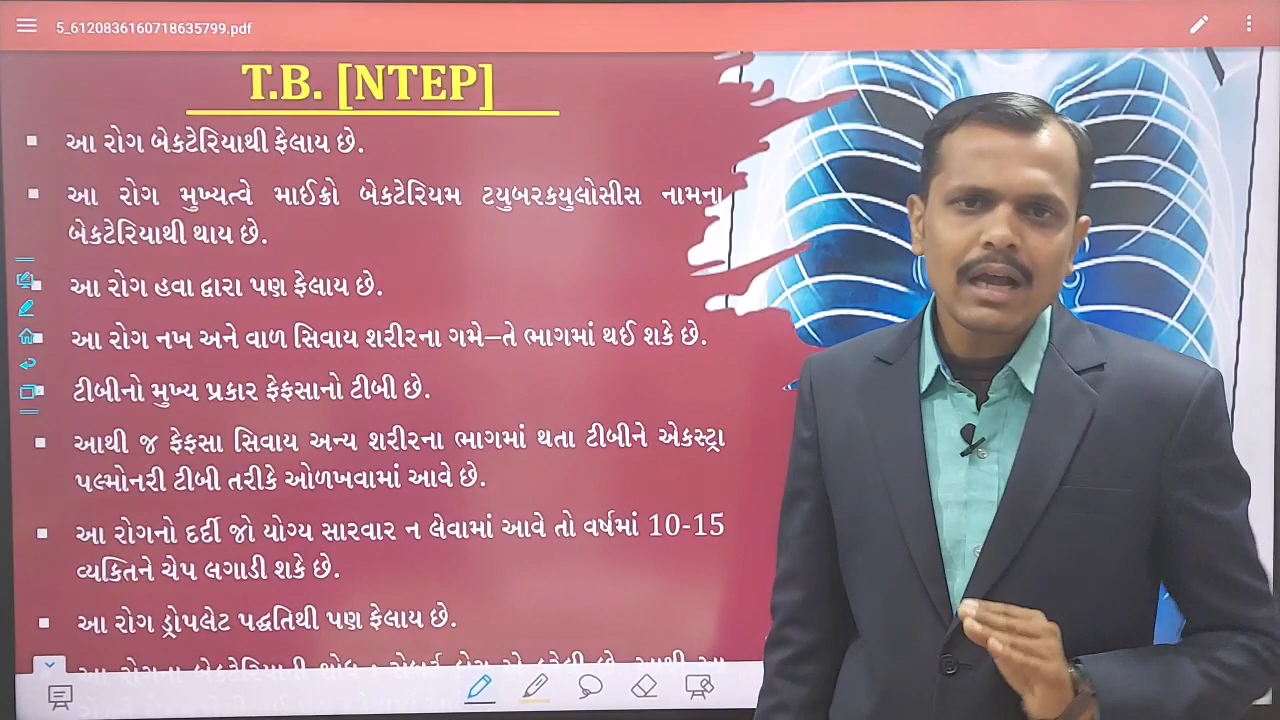 5_6120836160718635799.pdf
T.B. [NTEP]
આ રોગ બેકટેરિયાથી ફેલાય છે.
આ રોગ મુખ્યત્વે માઈક્રો બેકટેરિયમ ટયુબરકયુલોસીસ નામના
બેકટેરિયાથી થાય છે.
આ રોગ હવા દ્વારા પણ ફેલાય છે.
આ રોગ નખ અને વાળ સિવાય શરીરના ગમે–તે ભાગમાં થઈ શકે છે.
ટીબીનો મુખ્ય પ્રકાર ફેફસાનો ટીબી છે.
આથી જ ફેફસા સિવાય અન્ય શરીરના ભાગમાં થતા ટીબીને એકસ્ટ્રા
પલ્મોનરી ટીબી તરીકે ઓળખવામાં આવે છે.
આ રોગનો દર્દી જો યોગ્ય સારવાર ન લેવામાં આવે તો વર્ષમાં 10-15
વ્યકિતને ચેપ લગાડી શકે છે.
આ રોગ ડ્રોપલેટ પદ્ધતિથી પણ ફેલાય છે.